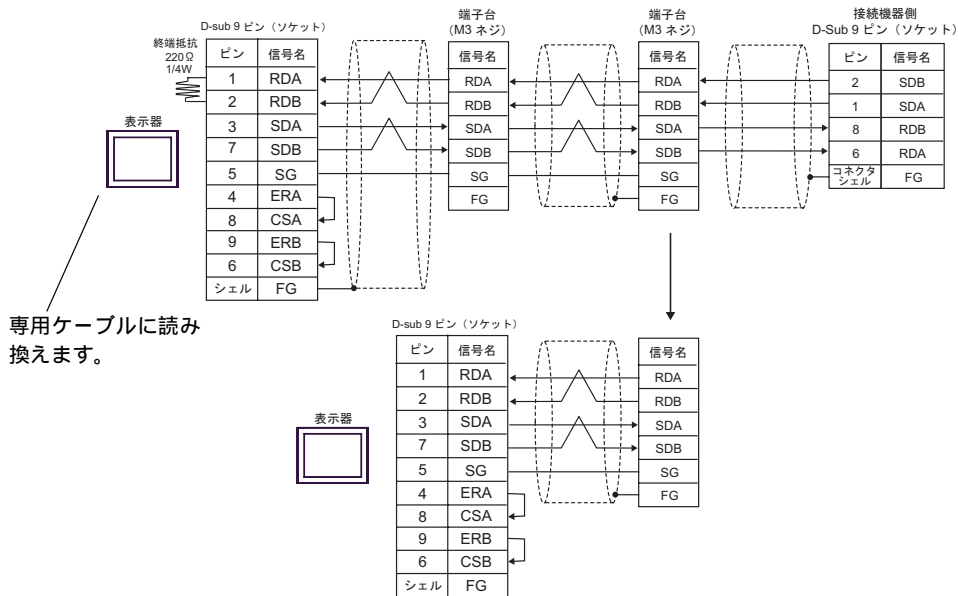 D-sub 9 ピン（ソケット）
終端抵抗
220Ω
1/4W
表示器
ピン 信号名
1 RDA
2 RDB
3 SDA
7 SDB
5 SG
4 ERA
8 CSA
9 ERB
6 CSB
シェル FG
端子台
(M3 ネジ)
信号名
RDA
RDB
SDA
SDB
SG
FG
端子台
(M3 ネジ)
信号名
RDA
RDB
SDA
SDB
SG
FG
接続機器側
D-Sub 9 ピン（ソケット）
ピン 信号名
2 SDB
1 SDA
8 RDB
6 RDA
コネクタ
シェル FG
専用ケーブルに読み
換えます。
D-sub 9 ピン（ソケット）
表示器
ピン 信号名
1 RDA
2 RDB
3 SDA
7 SDB
5 SG
4 ERA
8 CSA
9 ERB
6 CSB
シェル FG
信号名
RDA
RDB
SDA
SDB
SG
FG